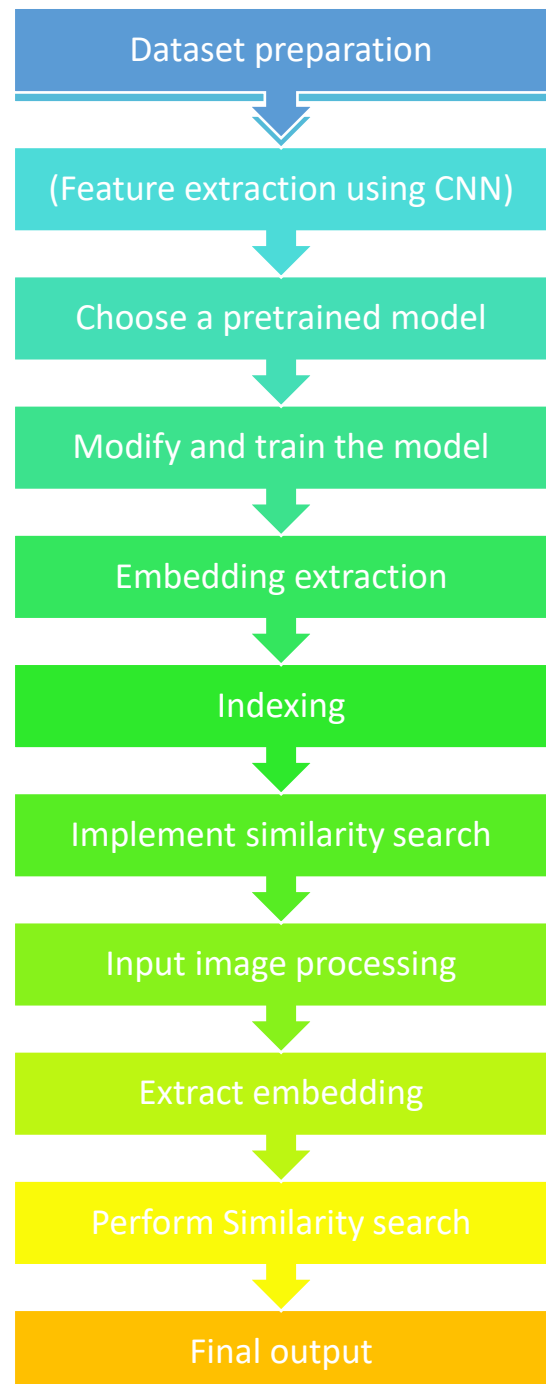 Dataset preparation
(Feature extraction using CNN)
Choose a pretrained model
Modify and train the model
Embedding extraction
Indexing
Implement similarity search
Input image processing
Extract embedding
Perform Similarity search
Final output